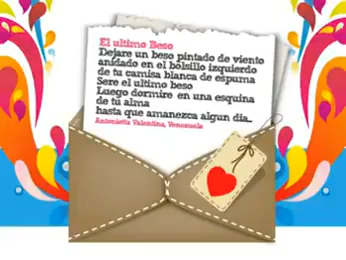 El ultimo Beso
Dejare un beso pintado de viento
anidado en el bolsillo izquierdo
de tu camisa blanca de espuma
Sere el ultimo beso
Luego dormire en una esquina
de tu alma
hasta que amanezca algun dia..
Antonietta Valentina, Venezuela